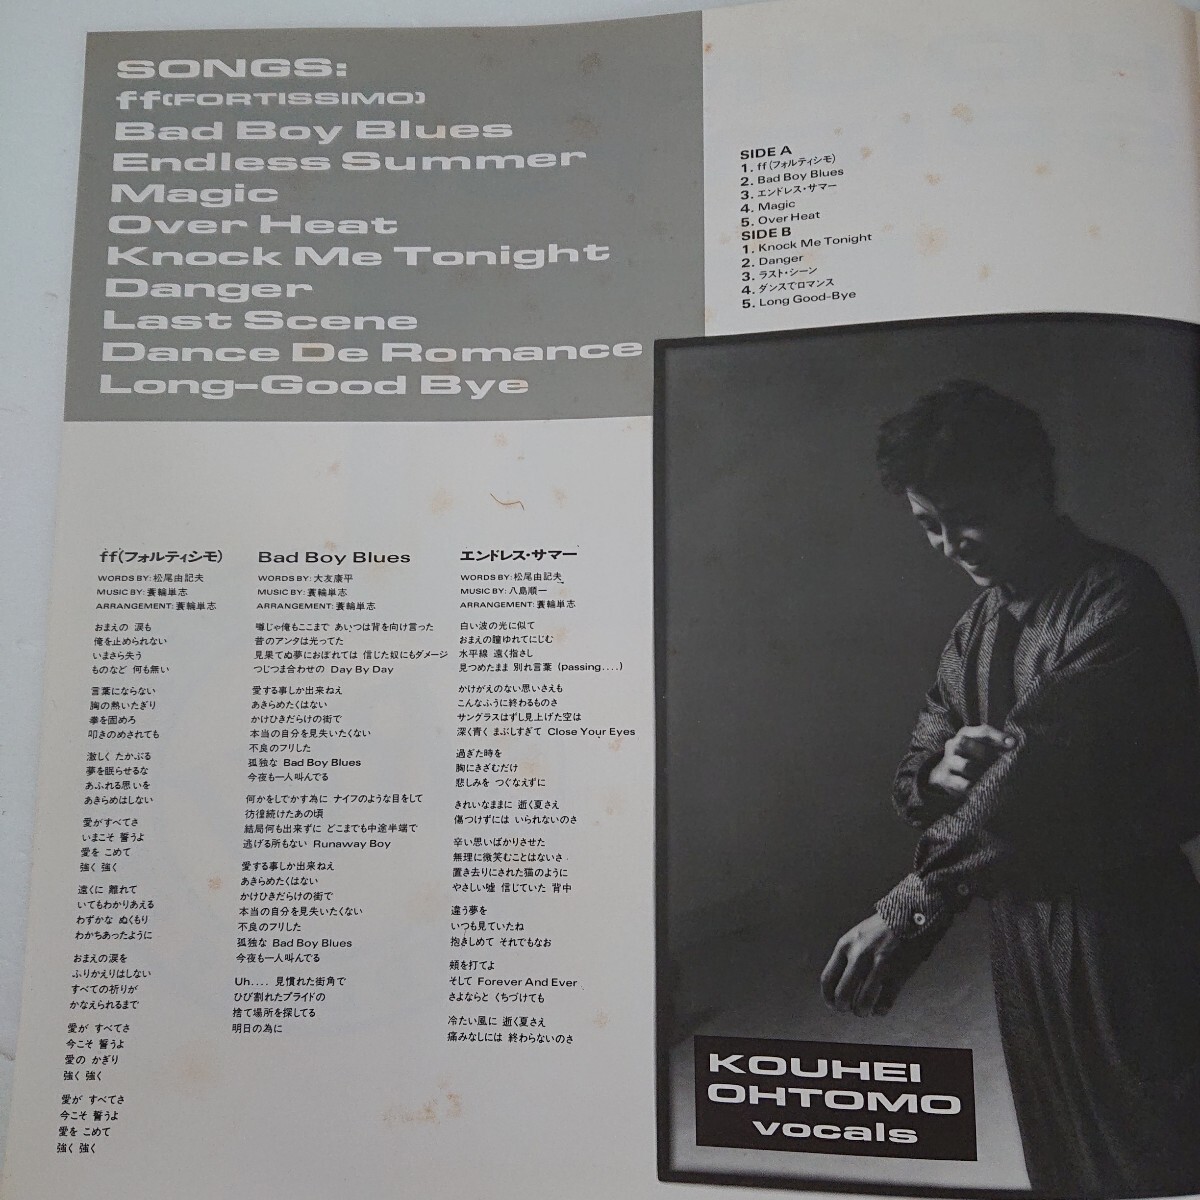 SONGS:
ff(FORTISSIMO)
Bad Boy Blues
Endless Summer
Magic
Over Heat
Knock Me Tonight
Danger
Last Scene
Dance De Romance
Long-Good Bye
SIDE A
1. ff(フォルティシモ)
2. Bad Boy Blues
3. エンドレス・サマー
4. Magic
5. Over Heat
SIDE B
1. Knock Me Tonight
2. Danger
3. ラスト・シーン
4. ダンスでロマンス
5. Long Good-Bye
ff(フォルティシモ)
WORDS BY: 松尾由記夫
MUSIC BY: 蓑輪単志
ARRANGEMENT: 蓑輪単志
おまえの 涙も
俺を止められない
いまさら失う
ものなど 何も無い
言葉にならない
胸の熱いたぎり
拳を固めろ
叩きのめされても
激しく たかぶる
夢を眠らせるな
あふれる思いを
あきらめはしない
愛がすべてさ
いまこそ 誓うよ
愛を こめて
強く 強く
遠くに 離れて
いてもわかりあえる
わずかな ぬくもり
わかちあったように
おまえの涙を
ふりかえりはしない
すべての祈りが
かなえられるまで
愛が すべてさ
今こそ 誓うよ
愛の かぎり
強く 強く
愛が すべてさ
今こそ 誓うよ
愛を こめて
強く 強く
Bad Boy Blues
WORDS BY: 大友康平
MUSIC BY: 蓑輪単志
ARRANGEMENT: 蓑輪単志
噂じゃ俺もここまで あいつは背を向け言った
昔のアンタは光ってた
見果てぬ夢におぼれては 信じた奴にもダメージ
つじつま合わせの Day By Day
愛する事しか出来ねえ
あきらめたくはない
かけひきだらけの街で
本当の自分を見失いたくない
不良のフリした
孤独な Bad Boy Blues
今夜も一人叫んでる
何かをしでかす為に ナイフのような目をして
彷徨続けたあの頃
結局何も出来ずに どこまでも中途半端で
逃げる所もない Runaway Boy
愛する事しか出来ねえ
あきらめたくはない
かけひきだらけの街で
本当の自分を見失いたくない
不良のフリした
孤独な Bad Boy Blues
今夜も一人叫んでる
Uh.... 見慣れた街角で
ひび割れたプライドの
捨て場所を探してる
明日の為に
エンドレス・サマー
WORDS BY: 松尾由記夫
MUSIC BY: 八島順一
ARRANGEMENT: 蓑輪単志
白い波の光に似て
おまえの瞳ゆれてにじむ
水平線 遠く指さし
見つめたまま 別れ言葉 (passing....)
かけがえのない思いさえも
こんなふうに終わるものさ
サングラスはずし見上げた空は
深く青く まぶしすぎて Close Your Eyes
過ぎた時を
胸にきざむだけ
悲しみを つぐなえずに
きれいなままに 逝く夏さえ
傷つけずには いられないのさ
辛い思いばかりさせた
無理に微笑むことはないさ
置き去りにされた猫のように
やさしい嘘 信じていた 背中
違う夢を
いつも見ていたね
抱きしめて それでもなお
頬を打てよ
そして Forever And Ever
さよならと くちづけても
冷たい風に 逝く夏さえ
痛みなしには 終わらないのさ
KOUHEI
OHTOMO
vocals